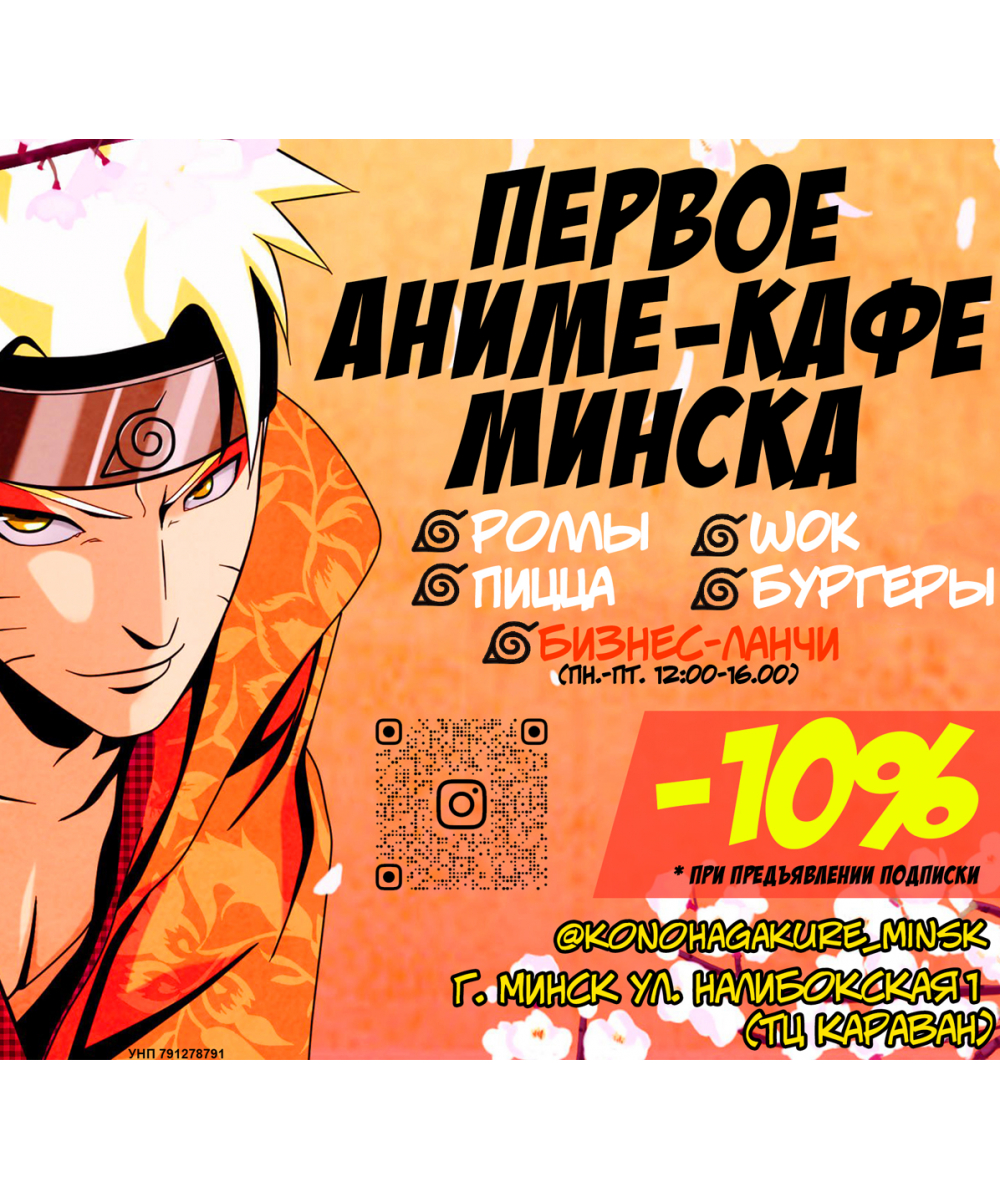 ПЕРВОЕ
АНИМЕ-КАФЕ
МИНСКА
РОЛЛЫ
WOK
ПИЦЦА
БУРГЕРЫ
БИЗНЕС-ЛАНЧИ
(ПН.-ПТ. 12:00-16.00)
-10%
* ПРИ ПРЕДЪЯВЛЕНИИ ПОДПИСКИ
@KONOHAGAKURE_MINSK
Г. МИНСК УЛ. НАЛИБОКСКАЯ 1
(ТЦ КАРАВАН)
УНП 791278791